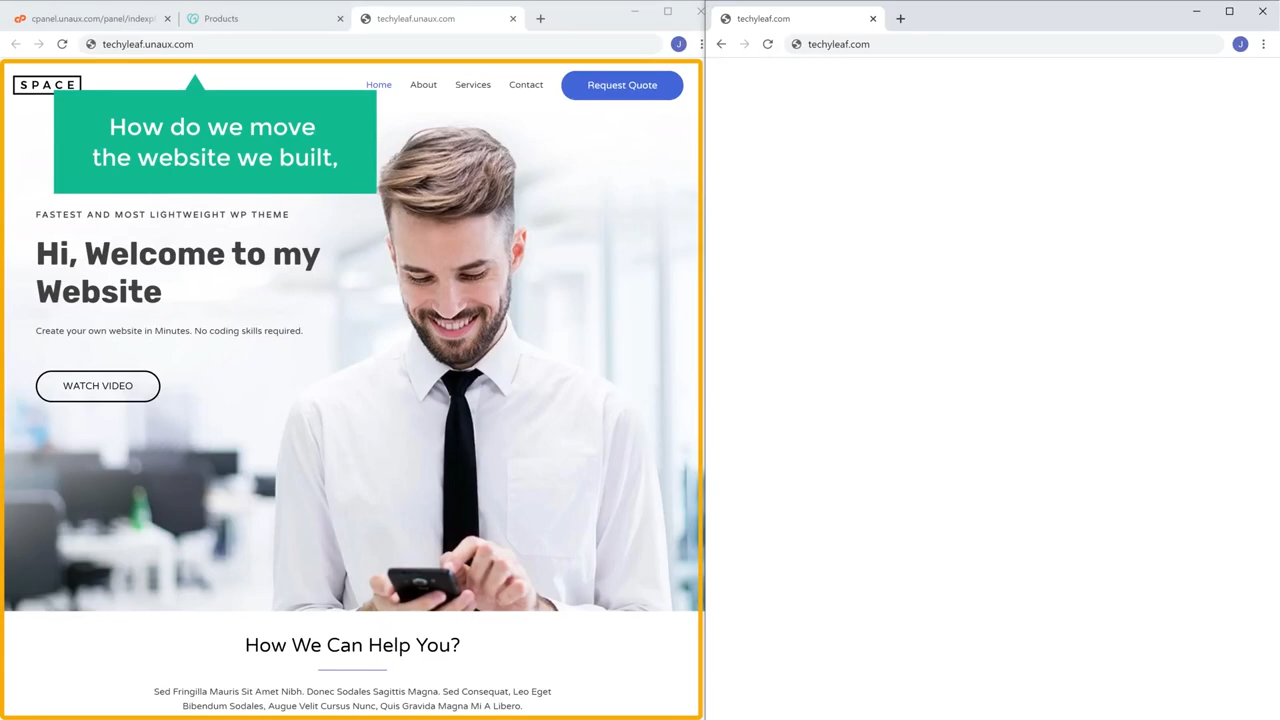 cpanel.unaux.com/panel/indexp
Products
techyleaf.unaux.com
techyleaf.unaux.com
J
SPACE
Home
About
Services
Contact
Request Quote
How do we move
the website we built,
FASTEST AND MOST LIGHTWEIGHT WP THEME
Hi, Welcome to my
Website
Create your own website in Minutes. No coding skills required.
WATCH VIDEO
How We Can Help You?
Sed Fringilla Mauris Sit Amet Nibh. Donec Sodales Sagittis Magna. Sed Consequat, Leo Eget
Bibendum Sodales, Augue Velit Cursus Nunc, Quis Gravida Magna Mi A Libero.
techyleaf.com
techyleaf.com
J